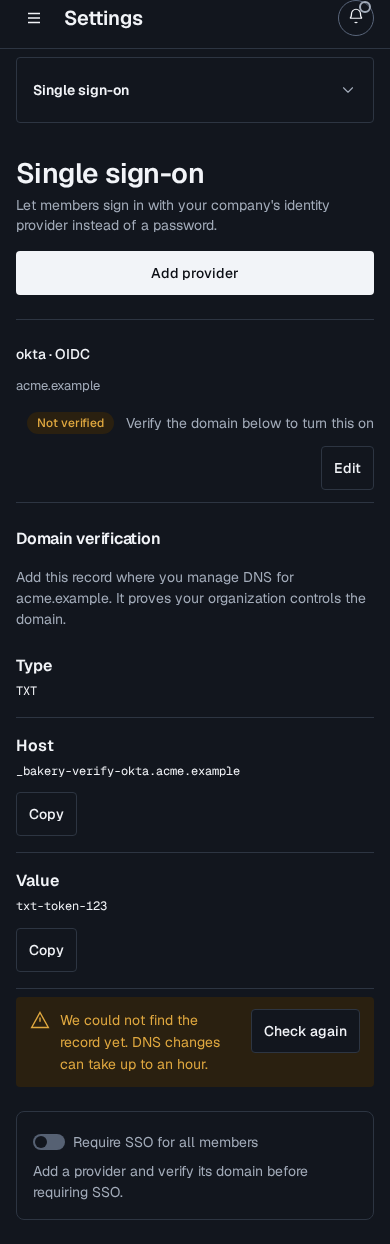 Settings
Single sign-on
Single sign-on
Let members sign in with your company's identity
provider instead of a password.
Add provider
okta · OIDC
acme.example
Not verified
Verify the domain below to turn this on
Edit
Domain verification
Add this record where you manage DNS for
acme.example. It proves your organization controls the
domain.
Type
TXT
Host
_bakery-verify-okta.acme.example
Copy
Value
txt-token-123
Copy
We could not find the
record yet. DNS changes
can take up to an hour.
Check again
Require SSO for all members
Add a provider and verify its domain before
requiring SSO.